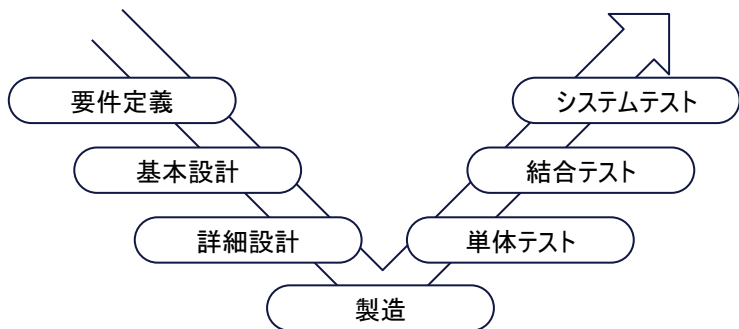 要件定義
システムテスト
基本設計
結合テスト
詳細設計
単体テスト
製造